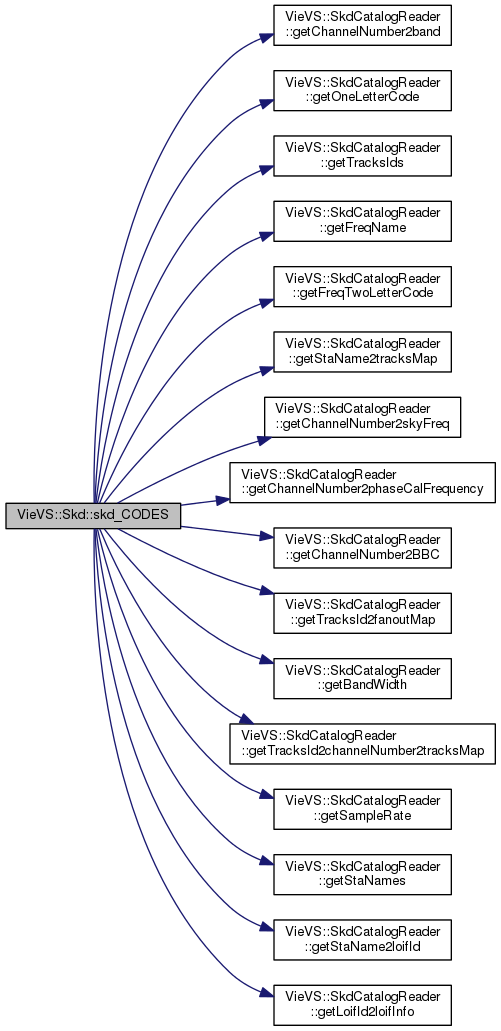 VieVS::SkdCatalogReader
::getChannelNumber2band
VieVS::SkdCatalogReader
::getOneLetterCode
VieVS::SkdCatalogReader
::getTracksIds
VieVS::SkdCatalogReader
::getFreqName
VieVS::SkdCatalogReader
::getFreqTwoLetterCode
VieVS::SkdCatalogReader
::getStaName2tracksMap
VieVS::SkdCatalogReader
::getChannelNumber2skyFreq
VieVS::SkdCatalogReader
::getChannelNumber2phaseCalFrequency
VieVS::Skd::skd_CODES
VieVS::SkdCatalogReader
::getChannelNumber2BBC
VieVS::SkdCatalogReader
::getTracksId2fanoutMap
VieVS::SkdCatalogReader
::getBandWidth
VieVS::SkdCatalogReader
::getTracksId2channelNumber2tracksMap
VieVS::SkdCatalogReader
::getSampleRate
VieVS::SkdCatalogReader
::getStaNames
VieVS::SkdCatalogReader
::getStaName2loifId
VieVS::SkdCatalogReader
::getLoifId2loifInfo